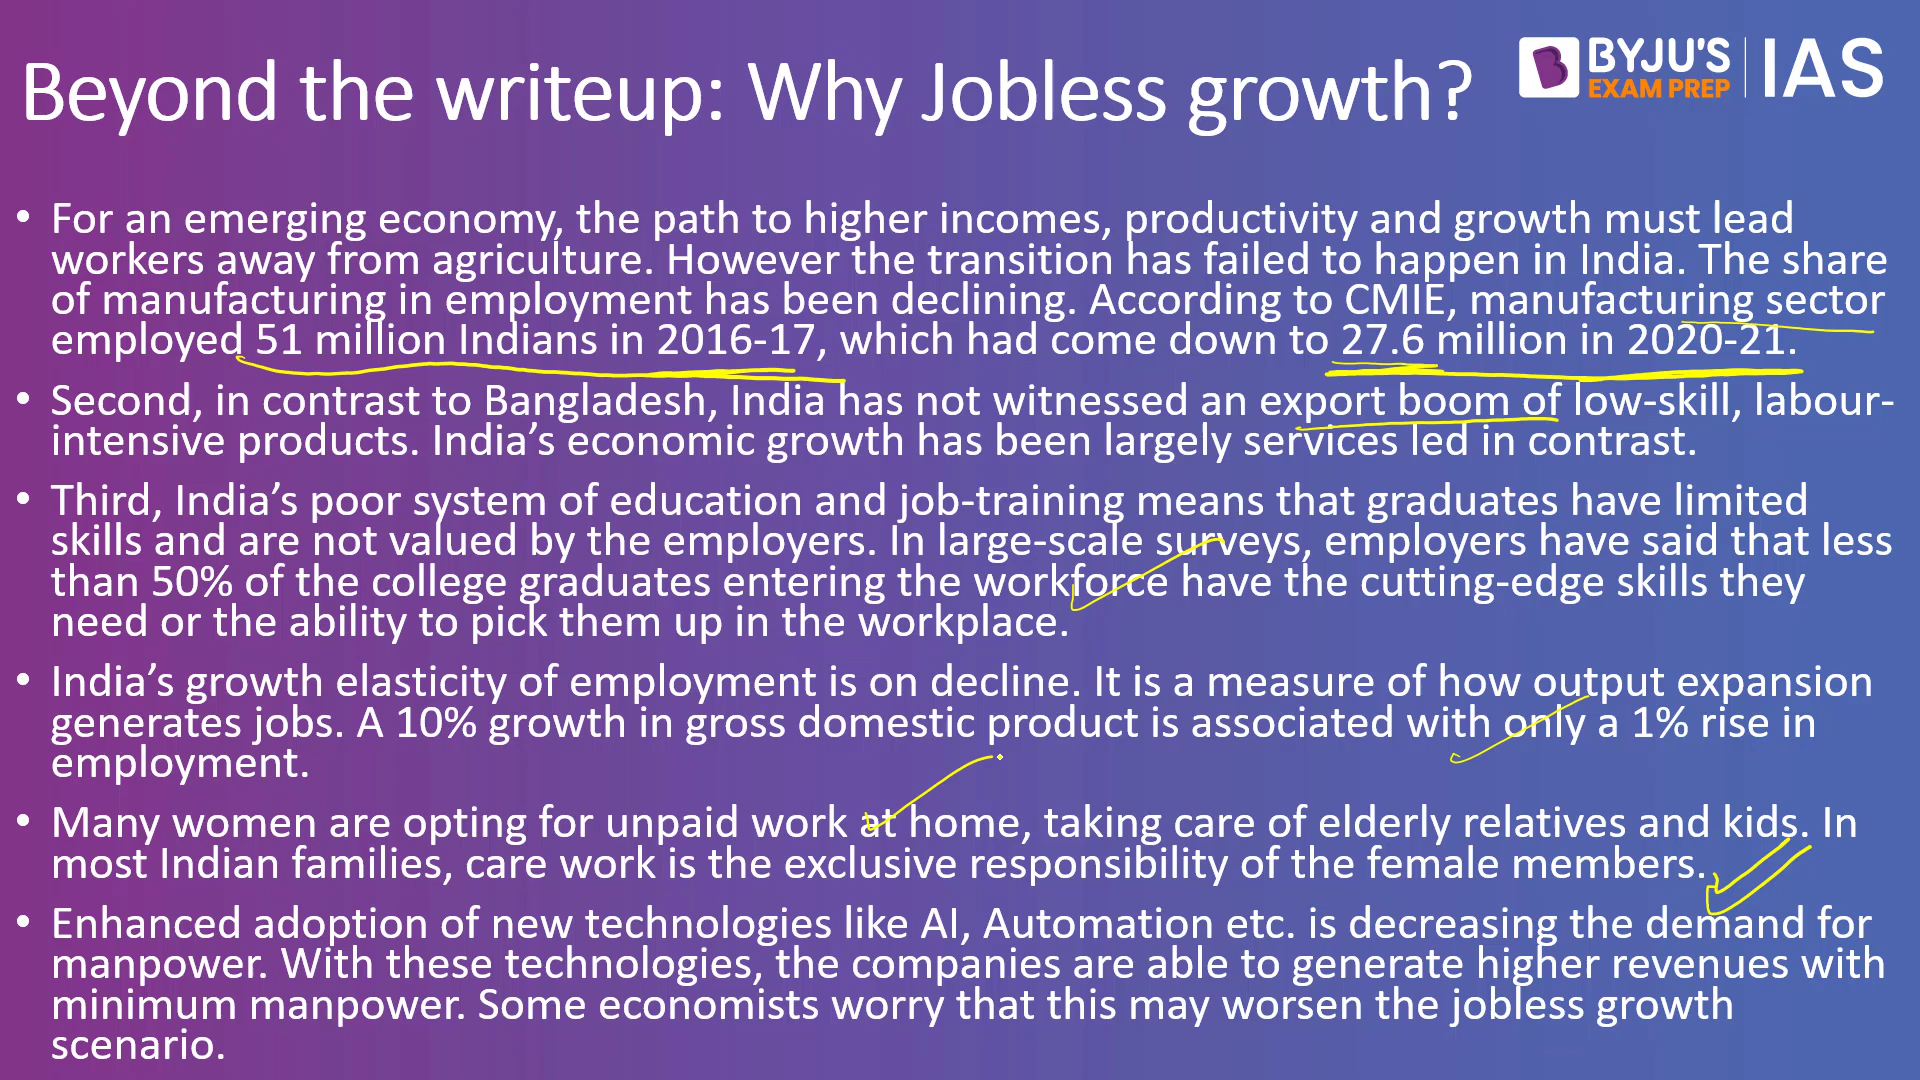 Beyond the writeup: Why Jobless growth?
BYJU'S
EXAM PREP
IAS
• For an emerging economy, the path to higher incomes, productivity and growth must lead
workers away from agriculture. However the transition has failed to happen in India. The share
of manufacturing in employment has been declining. According to CMIE, manufacturing sector
employed 51 million Indians in 2016-17, which had come down to 27.6 million in 2020-21.
• Second, in contrast to Bangladesh, India has not witnessed an export boom of low-skill, labour-
intensive products. India’s economic growth has been largely services led in contrast.
• Third, India’s poor system of education and job-training means that graduates have limited
skills and are not valued by the employers. In large-scale surveys, employers have said that less
than 50% of the college graduates entering the workforce have the cutting-edge skills they
need or the ability to pick them up in the workplace.
• India’s growth elasticity of employment is on decline. It is a measure of how output expansion
generates jobs. A 10% growth in gross domestic product is associated with only a 1% rise in
employment.
• Many women are opting for unpaid work at home, taking care of elderly relatives and kids. In
most Indian families, care work is the exclusive responsibility of the female members.
• Enhanced adoption of new technologies like AI, Automation etc. is decreasing the demand for
manpower. With these technologies, the companies are able to generate higher revenues with
minimum manpower. Some economists worry that this may worsen the jobless growth
scenario.